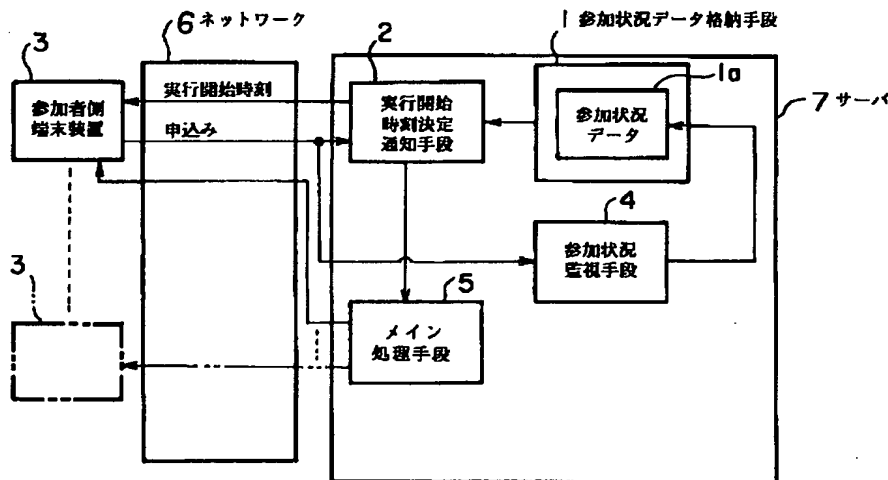 6 ネットワーク
1 参加状況データ格納手段
3
2
1a
実行開始時刻
参加者側
端末装置
実行開始
時刻決定
通知手段
参加状況
データ
7 サーバ
申込み
4
参加状況
監視手段
3
5
メイン
処理手段